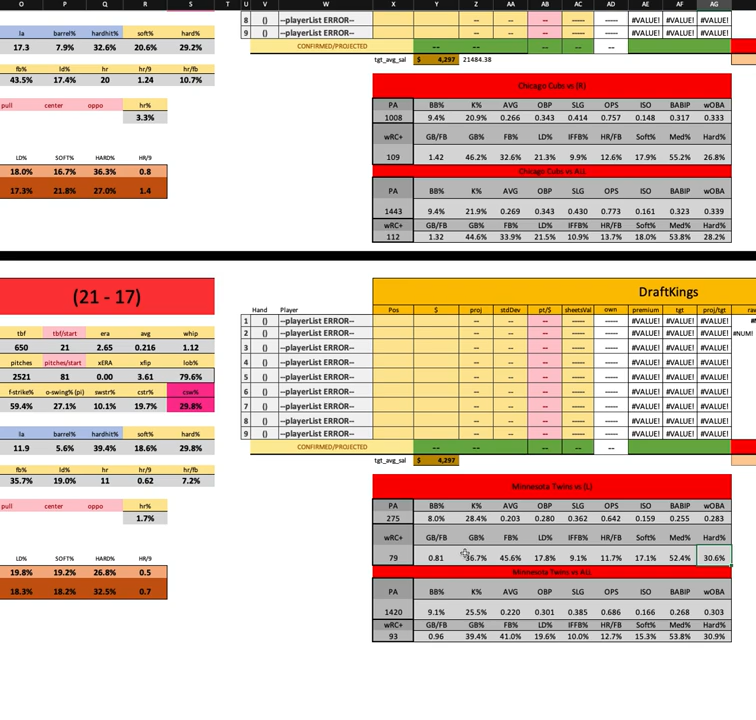 O P Q R S T U V W X Y Z AA AB AC AD AE AF AG
la barrel% hardhit% soft% hard%
17.3 7.9% 32.6% 20.6% 29.2%
fb% ld% hr hr/9 hr/fb
43.5% 17.4% 20 1.24 10.7%
pull center oppo hr%
3.3%
LD% SOFT% HARD% HR/9
18.0% 16.7% 36.3% 0.8
17.3% 21.8% 27.0% 1.4
8 () --playerList ERROR-- -- -- -- ----- ----- #VALUE! #VALUE! #VALUE!
9 () --playerList ERROR-- -- -- -- ----- ----- #VALUE! #VALUE! #VALUE!
CONFIRMED/PROJECTED -- -- -- -- --
tgt_avg_sal $ 4,297 21484.38
Chicago Cubs vs (R)
PA BB% K% AVG OBP SLG OPS ISO BABIP wOBA
1008 9.4% 20.9% 0.266 0.343 0.414 0.757 0.148 0.317 0.333
wRC+ GB/FB GB% FB% LD% IFFB% HR/FB Soft% Med% Hard%
109 1.42 46.2% 32.6% 21.3% 9.9% 12.6% 17.9% 55.2% 26.8%
Chicago Cubs vs ALL
PA BB% K% AVG OBP SLG OPS ISO BABIP wOBA
1443 9.4% 21.9% 0.269 0.343 0.430 0.773 0.161 0.323 0.339
wRC+ GB/FB GB% FB% LD% IFFB% HR/FB Soft% Med% Hard%
112 1.32 44.6% 33.9% 21.5% 10.9% 13.7% 18.0% 53.8% 28.2%
(21 - 17)
tbf tbf/start era avg whip
650 21 2.65 0.216 1.12
pitches pitches/start xERA xfip lob%
2521 81 0.00 3.61 79.6%
f-strike% o-swing% (pi) swstr% cstr% csw%
59.4% 27.1% 10.1% 19.7% 29.8%
la barrel% hardhit% soft% hard%
11.9 5.6% 39.4% 18.6% 29.8%
fb% ld% hr hr/9 hr/fb
35.7% 19.0% 11 0.62 7.2%
pull center oppo hr%
1.7%
LD% SOFT% HARD% HR/9
19.8% 19.2% 26.8% 0.5
18.3% 18.2% 32.5% 0.7
DraftKings
Hand Player Pos $ proj stdDev pt/$ sheetsVal own premium tgt proj/tgt
1 () --playerList ERROR-- -- -- -- ----- ----- #VALUE! #VALUE! #VALUE!
2 () --playerList ERROR-- -- -- -- ----- ----- #VALUE! #VALUE! #VALUE! #NUM!
3 () --playerList ERROR-- -- -- -- ----- ----- #VALUE! #VALUE! #VALUE!
4 () --playerList ERROR-- -- -- -- ----- ----- #VALUE! #VALUE! #VALUE!
5 () --playerList ERROR-- -- -- -- ----- ----- #VALUE! #VALUE! #VALUE!
6 () --playerList ERROR-- -- -- -- ----- ----- #VALUE! #VALUE! #VALUE!
7 () --playerList ERROR-- -- -- -- ----- ----- #VALUE! #VALUE! #VALUE!
8 () --playerList ERROR-- -- -- -- ----- ----- #VALUE! #VALUE! #VALUE!
9 () --playerList ERROR-- -- -- -- ----- ----- #VALUE! #VALUE! #VALUE!
CONFIRMED/PROJECTED -- -- -- -- --
tgt_avg_sal $ 4,297
Minnesota Twins vs (L)
PA BB% K% AVG OBP SLG OPS ISO BABIP wOBA
275 8.0% 28.4% 0.203 0.280 0.362 0.642 0.159 0.255 0.283
wRC+ GB/FB GB% FB% LD% IFFB% HR/FB Soft% Med% Hard%
79 0.81 36.7% 45.6% 17.8% 9.1% 11.7% 17.1% 52.4% 30.6%
Minnesota Twins vs ALL
PA BB% K% AVG OBP SLG OPS ISO BABIP wOBA
1420 9.1% 25.5% 0.220 0.301 0.385 0.686 0.166 0.268 0.303
wRC+ GB/FB GB% FB% LD% IFFB% HR/FB Soft% Med% Hard%
93 0.96 39.4% 41.0% 19.6% 10.0% 12.7% 15.3% 53.8% 30.9%